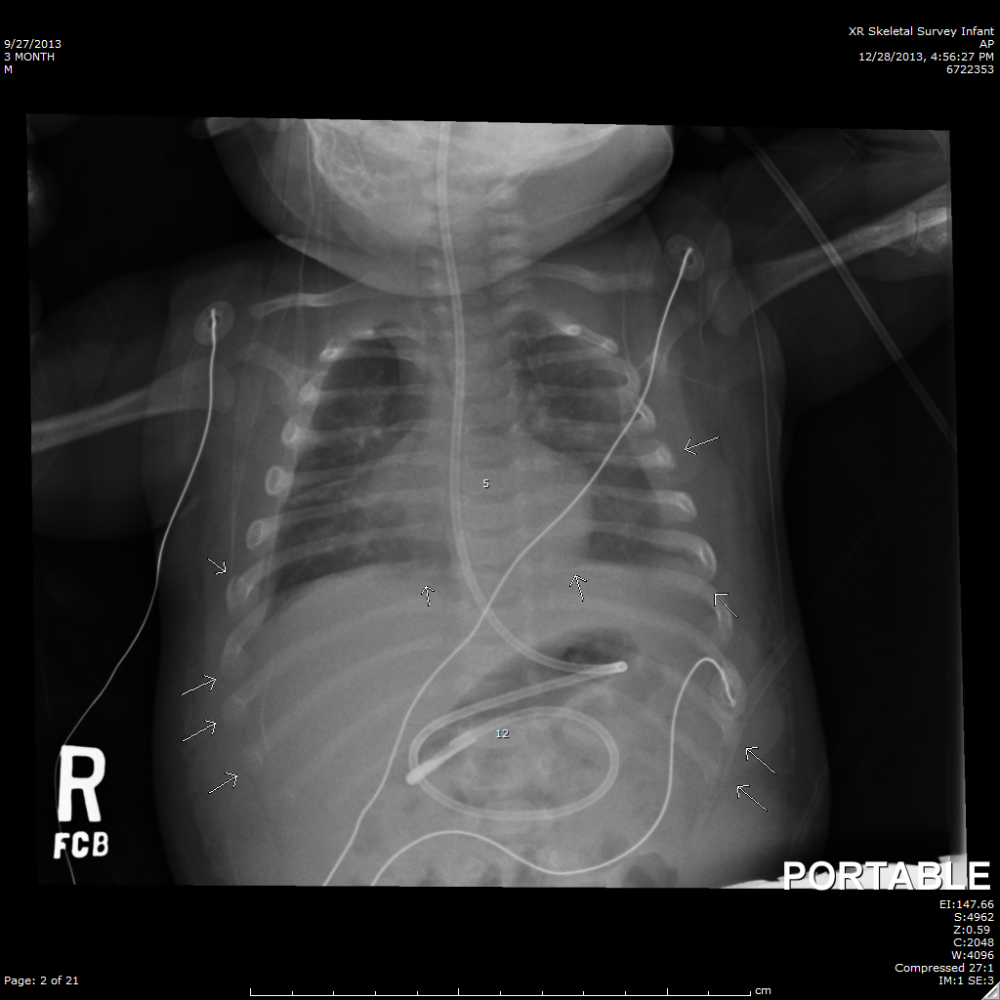 9/27/2013
3 MONTH
M
XR Skeletal Survey Infant
AP
12/28/2013, 4:56:27 PM
6722353
5
12
R
FCB
PORTABLE
EI:147.66
S:4962
Z:0.59
C:2048
W:4096
Compressed 27:1
IM:1 SE:3
Page: 2 of 21
cm